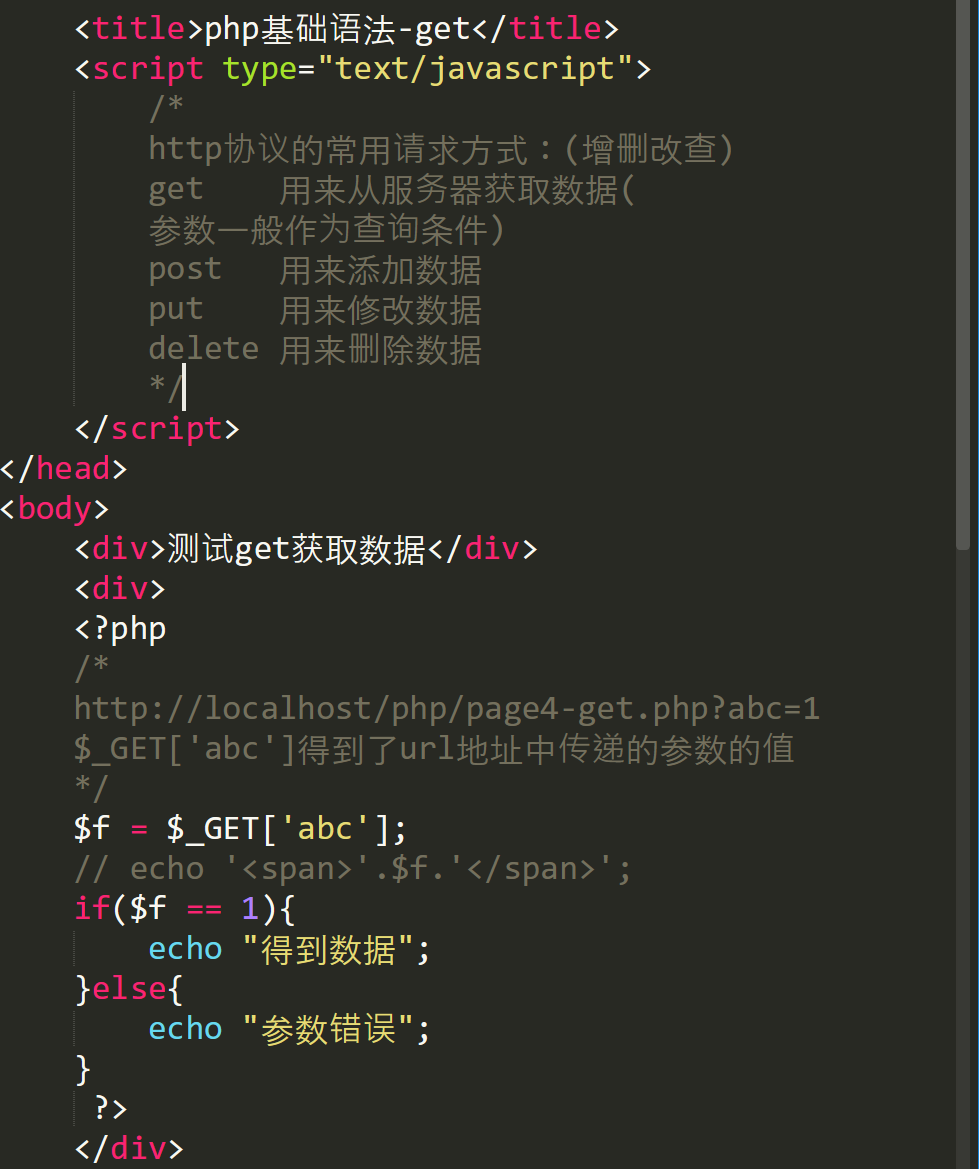 <title>php基础语法-get</title>
<script type="text/javascript">
/*
http协议的常用请求方式：(增删改查)
get    用来从服务器获取数据(
参数一般作为查询条件)
post   用来添加数据
put    用来修改数据
delete 用来删除数据
*/
</script>
</head>
<body>
<div>测试get获取数据</div>
<div>
<?php
/*
http://localhost/php/page4-get.php?abc=1
$_GET['abc']得到了url地址中传递的参数的值
*/
$f = $_GET['abc'];
// echo '<span>'.$f.'</span>';
if($f == 1){
echo "得到数据";
}else{
echo "参数错误";
}
?>
</div>